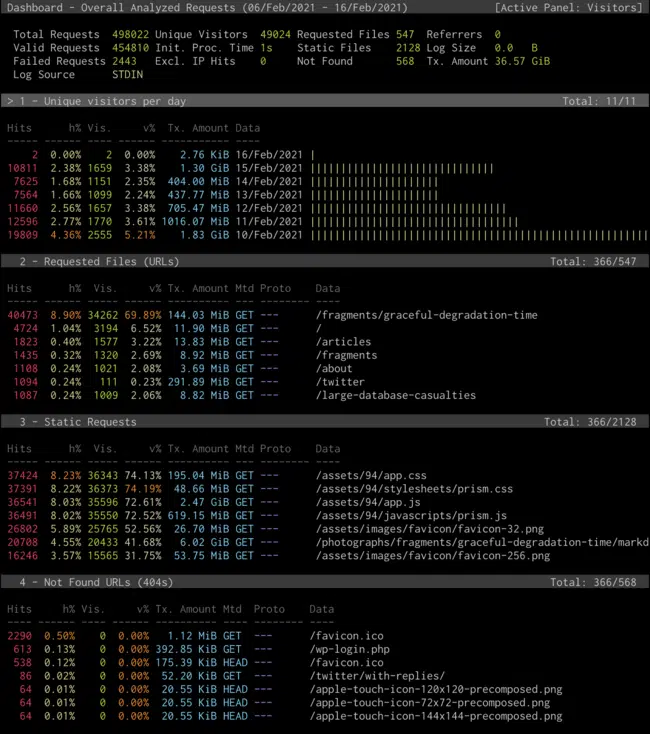 Dashboard - Overall Analyzed Requests (06/Feb/2021 - 16/Feb/2021) [Active Panel: Visitors]
Total Requests 498022 Unique Visitors 49024 Requested Files 547 Referrers 0
Valid Requests 454810 Init. Proc. Time 1s Static Files 2128 Log Size 0.0 B
Failed Requests 2443 Excl. IP Hits 0 Not Found 568 Tx. Amount 36.57 GiB
Log Source STDIN
> 1 - Unique visitors per day Total: 11/11
Hits h% Vis. v% Tx. Amount Data
---- ----- ---- ----- ---------- ----
2 0.00% 2 0.00% 2.76 KiB 16/Feb/2021 |
10811 2.38% 1659 3.38% 1.30 GiB 15/Feb/2021 |||||||||||||||||||||||||||||||
7625 1.68% 1151 2.35% 404.00 MiB 14/Feb/2021 ||||||||||||||||||||||
7564 1.66% 1099 2.24% 437.77 MiB 13/Feb/2021 ||||||||||||||||||||||
11660 2.56% 1657 3.38% 705.47 MiB 12/Feb/2021 |||||||||||||||||||||||||||||||||
12596 2.77% 1770 3.61% 1016.07 MiB 11/Feb/2021 ||||||||||||||||||||||||||||||||||||
19809 4.36% 2555 5.21% 1.83 GiB 10/Feb/2021 ||||||||||||||||||||||||||||||||||||||||||||||||||||||||||
2 - Requested Files (URLs) Total: 366/547
Hits h% Vis. v% Tx. Amount Mtd Proto Data
----- ----- ----- ------ ---------- --- -------- ----
40473 8.90% 34262 69.89% 144.03 MiB GET --- /fragments/graceful-degradation-time
4724 1.04% 3194 6.52% 11.90 MiB GET --- /
1823 0.40% 1577 3.22% 13.83 MiB GET --- /articles
1435 0.32% 1320 2.69% 8.92 MiB GET --- /fragments
1108 0.24% 1021 2.08% 3.69 MiB GET --- /about
1094 0.24% 111 0.23% 291.89 MiB GET --- /twitter
1087 0.24% 1009 2.06% 8.82 MiB GET --- /large-database-casualties
3 - Static Requests Total: 366/2128
Hits h% Vis. v% Tx. Amount Mtd Proto Data
----- ----- ----- ------ ---------- --- -------- ----
37424 8.23% 36343 74.13% 195.04 MiB GET --- /assets/94/app.css
37391 8.22% 36373 74.19% 48.66 MiB GET --- /assets/94/stylesheets/prism.css
36541 8.03% 35596 72.61% 2.47 GiB GET --- /assets/94/app.js
36491 8.02% 35550 72.52% 619.15 MiB GET --- /assets/94/javascripts/prism.js
26802 5.89% 25765 52.56% 26.70 MiB GET --- /assets/images/favicon/favicon-32.png
20708 4.55% 20433 41.68% 6.02 GiB GET --- /photographs/fragments/graceful-degradation-time/markd
16246 3.57% 15565 31.75% 53.75 MiB GET --- /assets/images/favicon/favicon-256.png
4 - Not Found URLs (404s) Total: 366/568
Hits h% Vis. v% Tx. Amount Mtd Proto Data
---- ----- ---- ----- ---------- ---- -------- ----
2290 0.50% 0 0.00% 1.12 MiB GET --- /favicon.ico
613 0.13% 0 0.00% 392.85 KiB GET --- /wp-login.php
538 0.12% 0 0.00% 175.39 KiB HEAD --- /favicon.ico
86 0.02% 0 0.00% 52.20 KiB GET --- /twitter/with-replies/
64 0.01% 0 0.00% 20.55 KiB HEAD --- /apple-touch-icon-120x120-precomposed.png
64 0.01% 0 0.00% 20.55 KiB HEAD --- /apple-touch-icon-72x72-precomposed.png
64 0.01% 0 0.00% 20.55 KiB HEAD --- /apple-touch-icon-144x144-precomposed.png